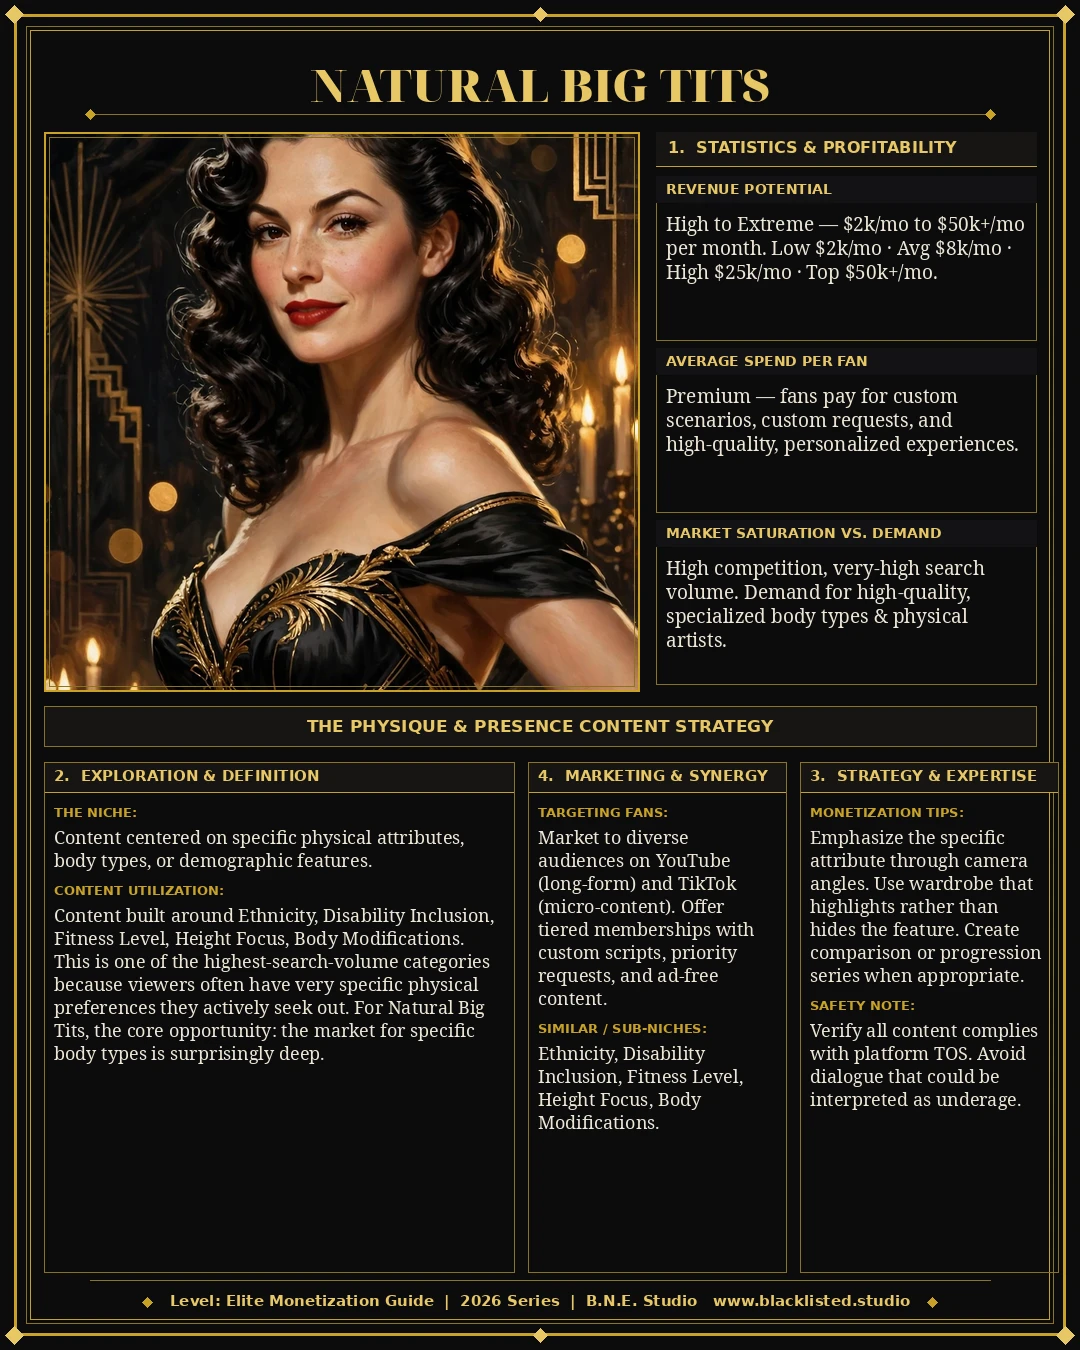 NATURAL BIG TITS
1. STATISTICS & PROFITABILITY
REVENUE POTENTIAL
High to Extreme — $2k/mo to $50k+/mo
per month. Low $2k/mo · Avg $8k/mo ·
High $25k/mo · Top $50k+/mo.
AVERAGE SPEND PER FAN
Premium — fans pay for custom
scenarios, custom requests, and
high-quality, personalized experiences.
MARKET SATURATION VS. DEMAND
High competition, very-high search
volume. Demand for high-quality,
specialized body types & physical
artists.
THE PHYSIQUE & PRESENCE CONTENT STRATEGY
2. EXPLORATION & DEFINITION
THE NICHE:
Content centered on specific physical attributes,
body types, or demographic features.
CONTENT UTILIZATION:
Content built around Ethnicity, Disability Inclusion,
Fitness Level, Height Focus, Body Modifications.
This is one of the highest-search-volume categories
because viewers often have very specific physical
preferences they actively seek out. For Natural Big
Tits, the core opportunity: the market for specific
body types is surprisingly deep.
4. MARKETING & SYNERGY
TARGETING FANS:
Market to diverse
audiences on YouTube
(long-form) and TikTok
(micro-content). Offer
tiered memberships with
custom scripts, priority
requests, and ad-free
content.
SIMILAR / SUB-NICHES:
Ethnicity, Disability
Inclusion, Fitness Level,
Height Focus, Body
Modifications.
3. STRATEGY & EXPERTISE
MONETIZATION TIPS:
Emphasize the specific
attribute through camera
angles. Use wardrobe that
highlights rather than
hides the feature. Create
comparison or progression
series when appropriate.
SAFETY NOTE:
Verify all content complies
with platform TOS. Avoid
dialogue that could be
interpreted as underage.
Level: Elite Monetization Guide | 2026 Series | B.N.E. Studio www.blacklisted.studio